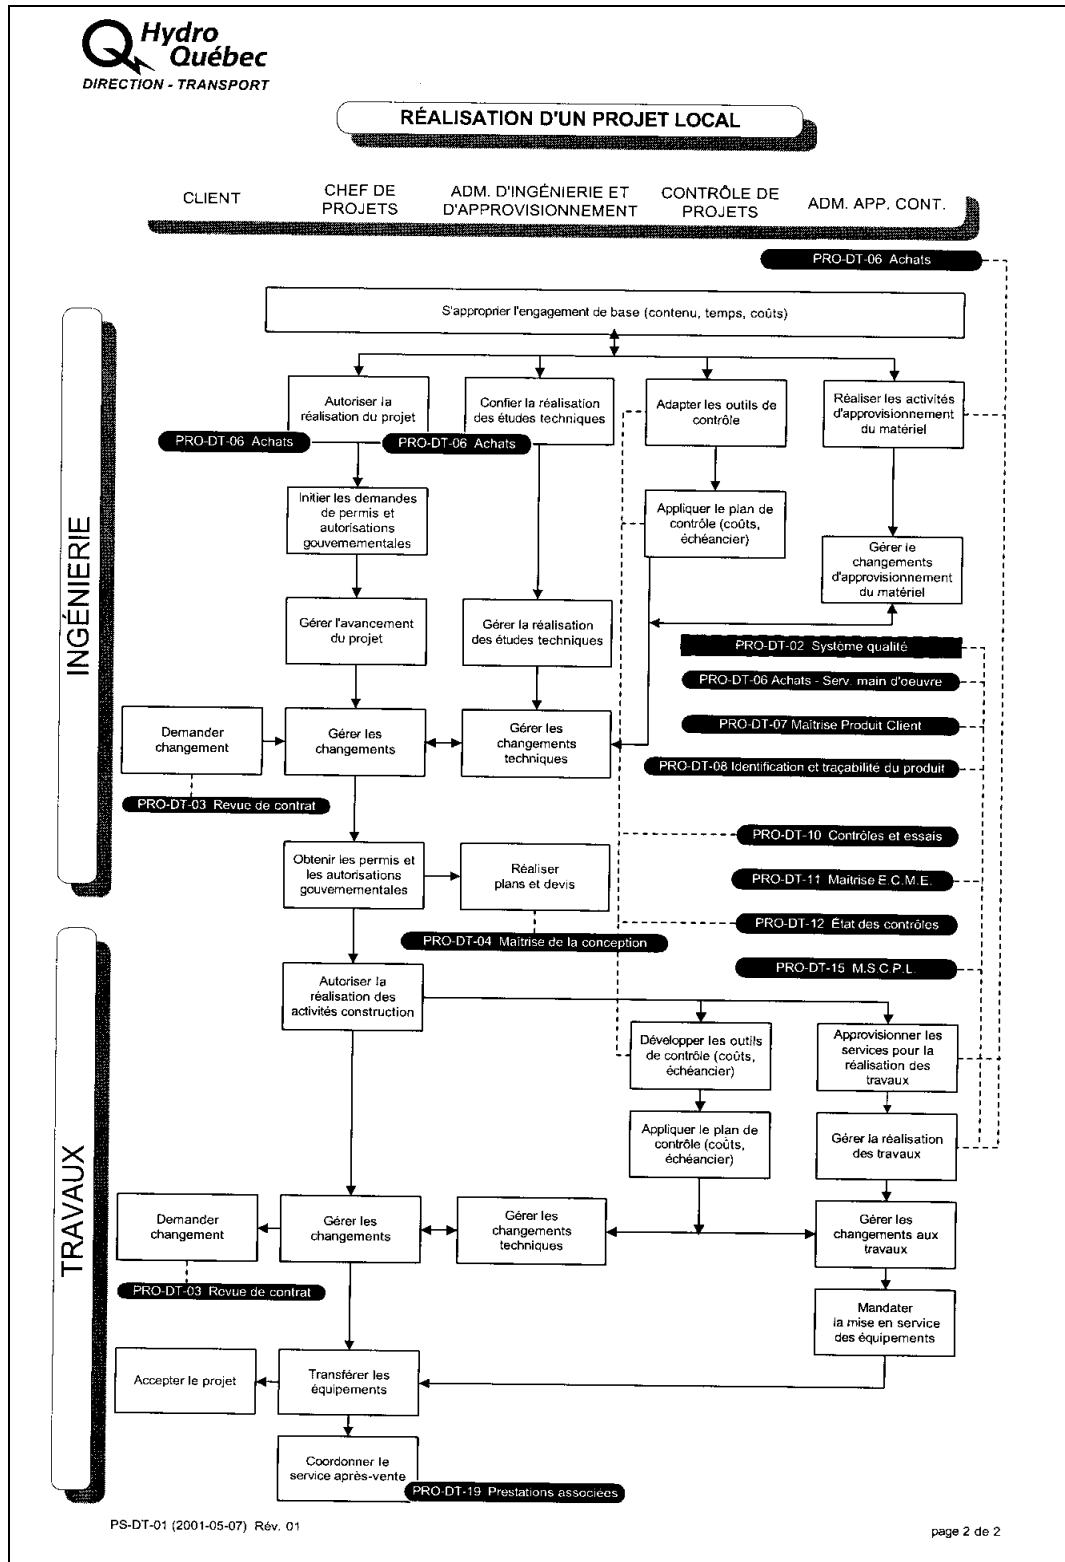 Hydro
Québec
DIRECTION - TRANSPORT
RÉALISATION D'UN PROJET LOCAL
CLIENT
CHEF DE
PROJETS
ADM. D'INGÉNIERIE ET
D'APPROVISIONNEMENT
CONTRÔLE DE
PROJETS
ADM. APP. CONT.
PRO-DT-06 Achats
INGÉNIERIE
S'approprier l'engagement de base (contenu, temps, coûts)
Autoriser la
réalisation du projet
Confier la réalisation
des études techniques
Adapter les outils de
contrôle
Réaliser les activités
d'approvisionnement
du matériel
PRO-DT-06 Achats
PRO-DT-06 Achats
Initier les demandes
de permis et
autorisations
gouvernementales
Appliquer le plan de
contrôle (coûts,
échéancier)
Gérer le
changements
d'approvisionnement
du matériel
Gérer l'avancement
du projet
Gérer la réalisation
des études techniques
PRO-DT-02 Système qualité
PRO-DT-06 Achats - Serv. main d'oeuvre
PRO-DT-07 Maîtrise Produit Client
PRO-DT-08 Identification et traçabilité du produit
Demander
changement
Gérer les
changements
Gérer les
changements
techniques
PRO-DT-03 Revue de contrat
PRO-DT-10 Contrôles et essais
Obtenir les permis et
les autorisations
gouvernementales
Réaliser
plans et devis
PRO-DT-11 Maîtrise E.C.M.E.
PRO-DT-12 État des contrôles
PRO-DT-04 Maîtrise de la conception
PRO-DT-15 M.S.C.P.L.
TRAVAUX
Autoriser la
réalisation des
activités construction
Développer les outils
de contrôle (coûts,
échéancier)
Approvisionner les
services pour la
réalisation des
travaux
Appliquer le plan de
contrôle (coûts,
échéancier)
Gérer la réalisation
des travaux
Demander
changement
Gérer les
changements
Gérer les
changements
techniques
Gérer les
changements aux
travaux
PRO-DT-03 Revue de contrat
Mandater
la mise en service
des équipements
Accepter le projet
Transférer les
équipements
Coordonner le
service après-vente
PRO-DT-19 Prestations associées
PS-DT-01 (2001-05-07) Rév. 01
page 2 de 2